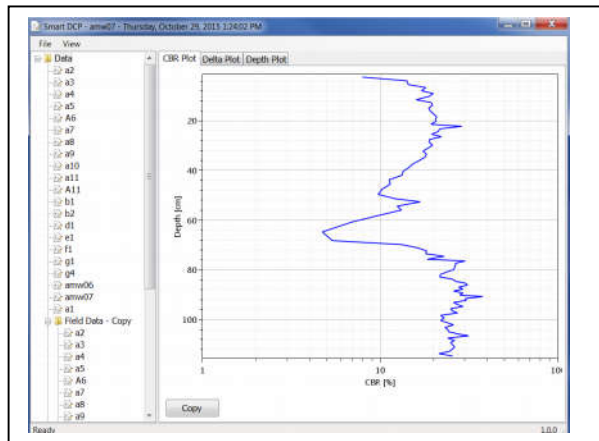 Smart DCP - amw07 - Thursday, October 29, 2015 1:24:02 PM
File View
Data
a2
a3
a4
a5
A6
a7
a8
a9
a10
a11
A11
b1
b2
d1
e1
f1
g1
g4
amw06
amw07
a1
Field Data - Copy
a2
a3
a4
a5
A6
a7
a8
a9
CBR Plot Delta Plot Depth Plot
Depth [cm]
20
40
60
80
100
1 10 100
CBR [%]
Copy
Ready 1.0.0